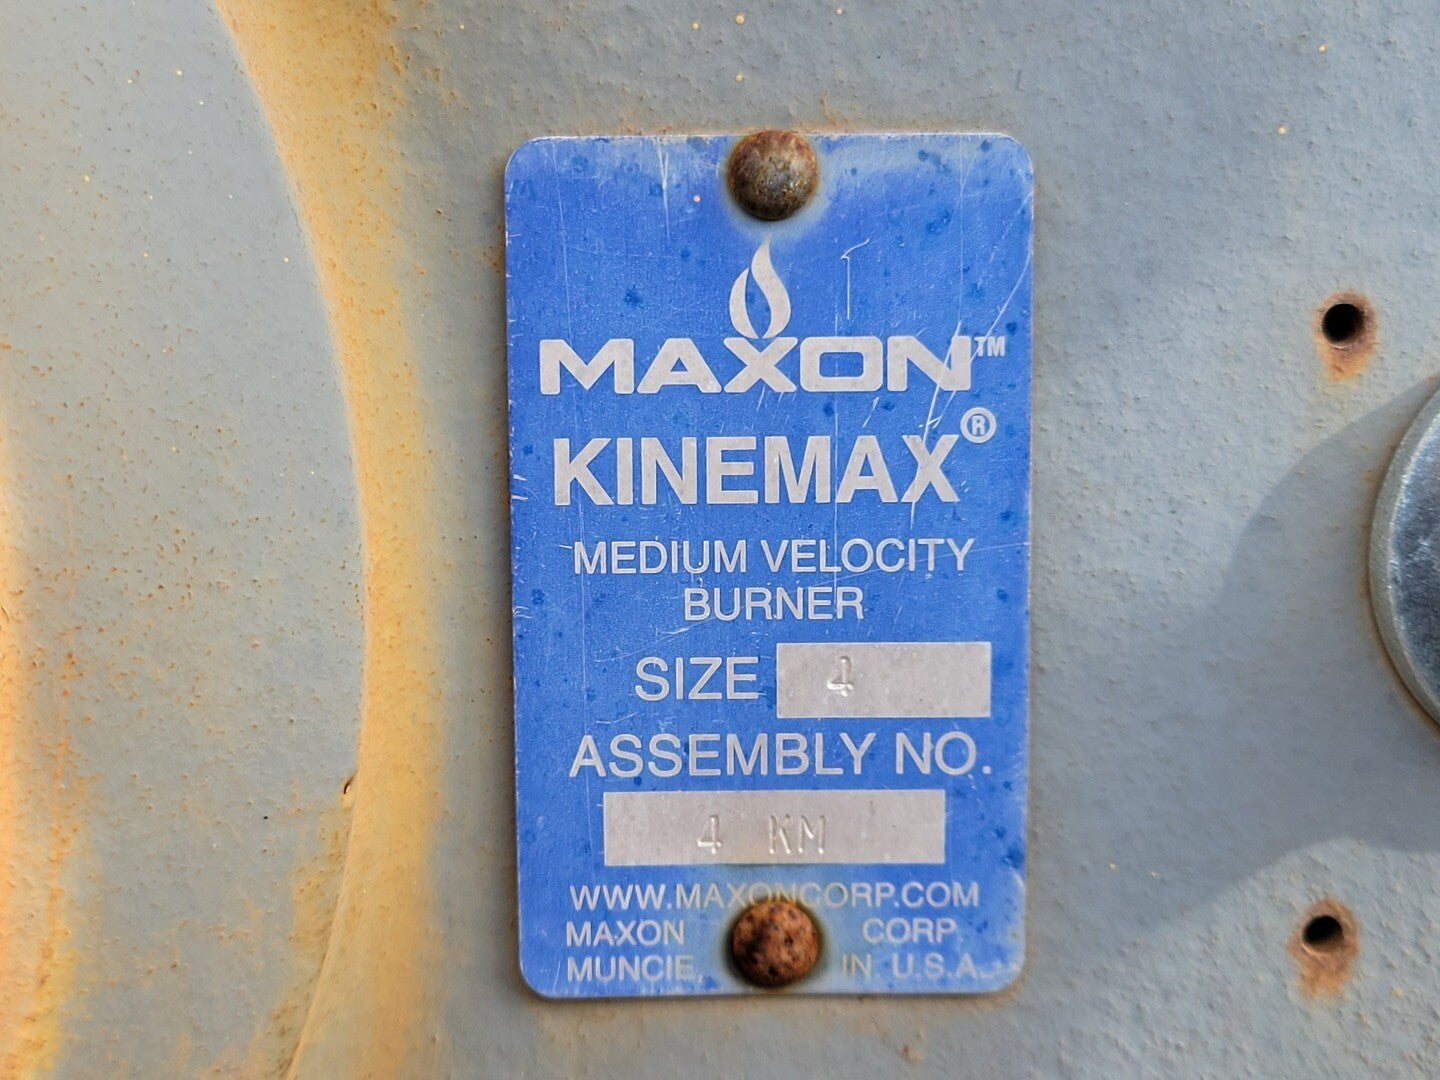 MAXON™
KINEMAX®
MEDIUM VELOCITY
BURNER
SIZE 4
ASSEMBLY NO.
4 KM
WWW.MAXONCORP.COM
MAXON CORP.
MUNCIE, IN. U.S.A.